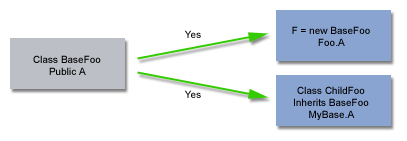 Class BaseFoo
Public A
Yes
Yes
F = new BaseFoo
Foo.A
Class ChildFoo
Inherits BaseFoo
MyBase.A